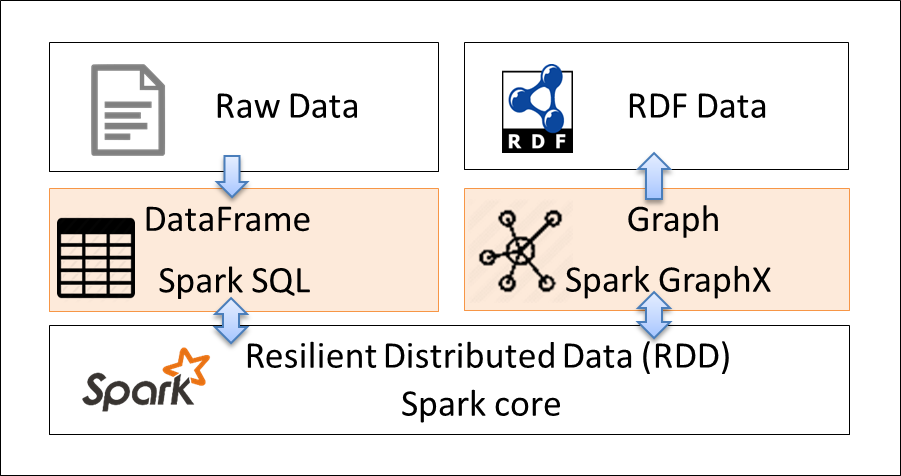 Raw Data
RDF
RDF Data
DataFrame
Spark SQL
Graph
Spark GraphX
Spark
Resilient Distributed Data (RDD)
Spark core